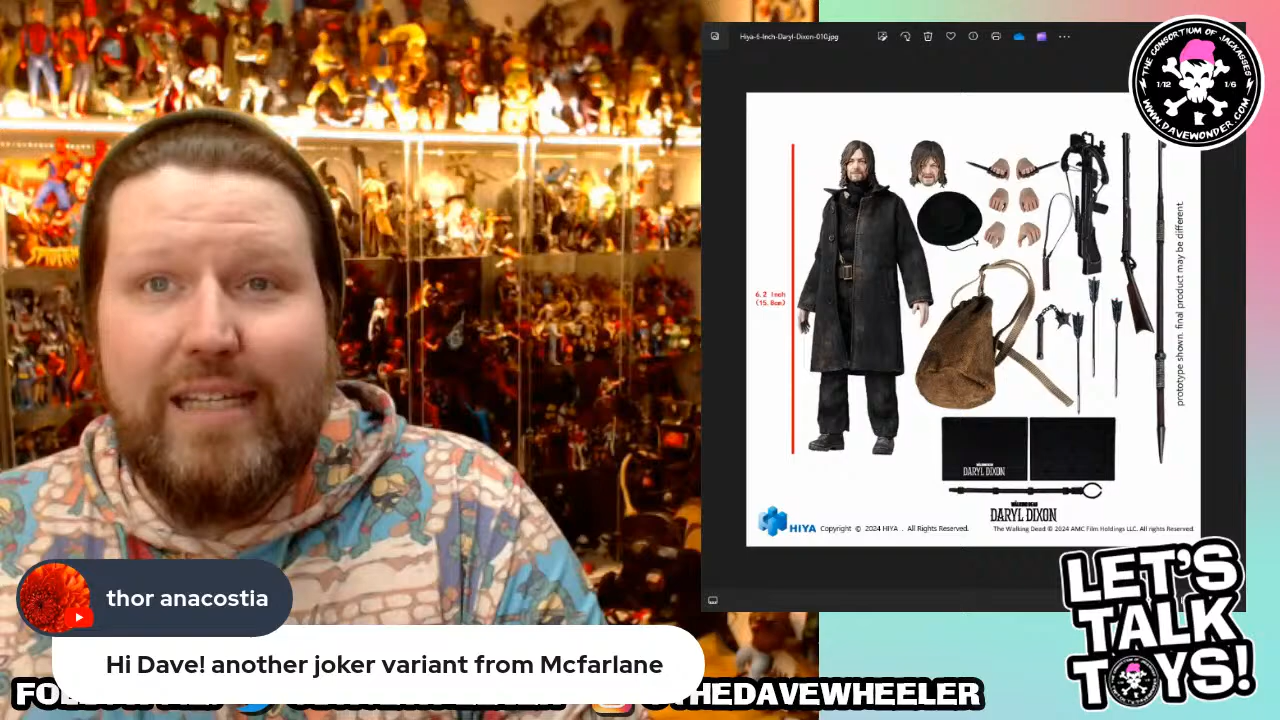 Hiya-6-Inch-Daryl-Dixon-010.jpg
THE CONSORTIUM OF JACKASSES
1/12
1/6
WWW.DAVEWONDER.COM
6.2 inch
(15.8cm)
prototype shown. final product may be different.
DARYL DIXON
DARYL DIXON
HIYA Copyright © 2024 HIYA . All Rights Reserved.
The Walking Dead © 2024 AMC Film Holdings LLC. All rights Reserved.
LET'S
TALK
TOYS!
thor anacostia
Hi Dave! another joker variant from Mcfarlane
THEDAVEWHEELER